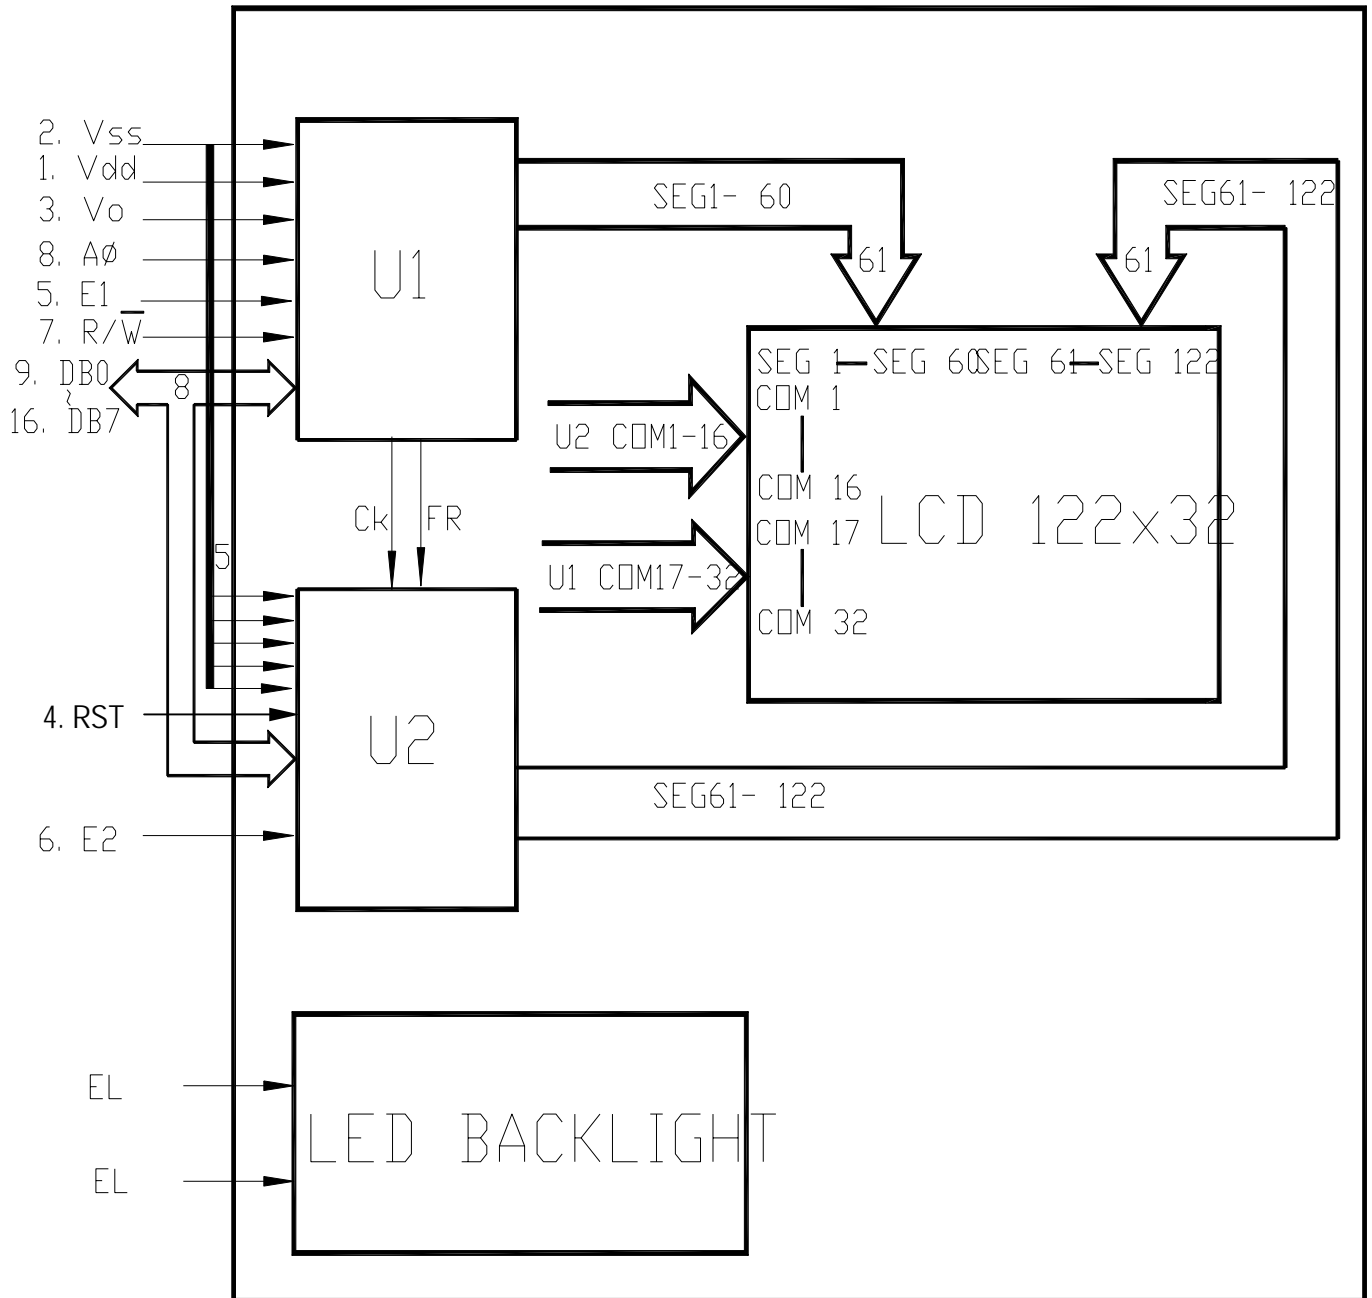 2. Vss
1. Vdd
3. Vo
8. AØ
5. E1
7. R/W̅
9. DB0
~
16. DB7
8
U1
SEG1- 60
SEG61- 122
61
61
SEG 1—SEG 60 SEG 61—SEG 122
COM 1
COM 16
COM 17
COM 32
LCD 122x32
U2 COM1-16
U1 COM17-32
Ck
FR
5
4. RST
U2
6. E2
SEG61- 122
EL
EL
LED BACKLIGHT